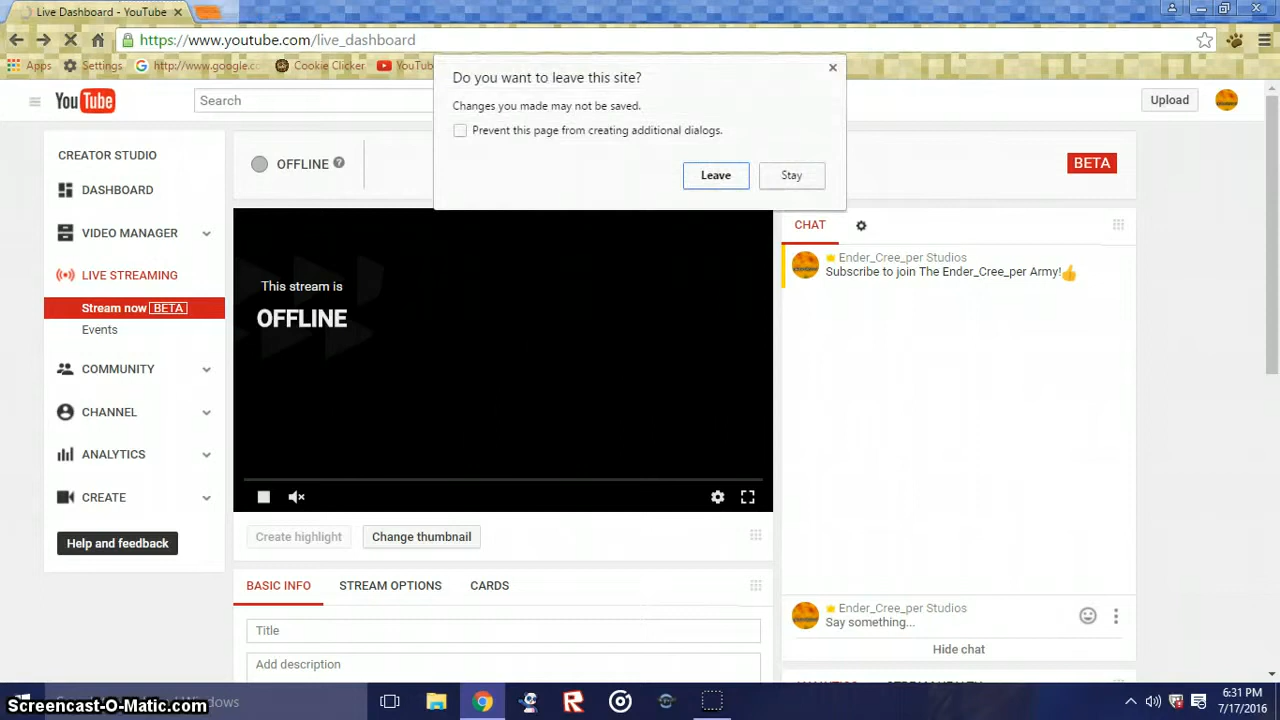 Live Dashboard - YouTube
https://www.youtube.com/live_dashboard
Apps Settings http://www.google.c Cookie Clicker YouTu
Do you want to leave this site?
Changes you made may not be saved.
Prevent this page from creating additional dialogs.
Leave Stay
YouTube
Search
Upload
CREATOR STUDIO
DASHBOARD
VIDEO MANAGER
LIVE STREAMING
Stream now BETA
Events
COMMUNITY
CHANNEL
ANALYTICS
CREATE
Help and feedback
OFFLINE ?
BETA
This stream is
OFFLINE
Create highlight Change thumbnail
BASIC INFO STREAM OPTIONS CARDS
Title
Add description
CHAT
Ender_Cree_per Studios
Subscribe to join The Ender_Cree_per Army!👍
Ender_Cree_per Studios
Say something...
Hide chat
Screencast-O-Matic.com
6:31 PM
7/17/2016